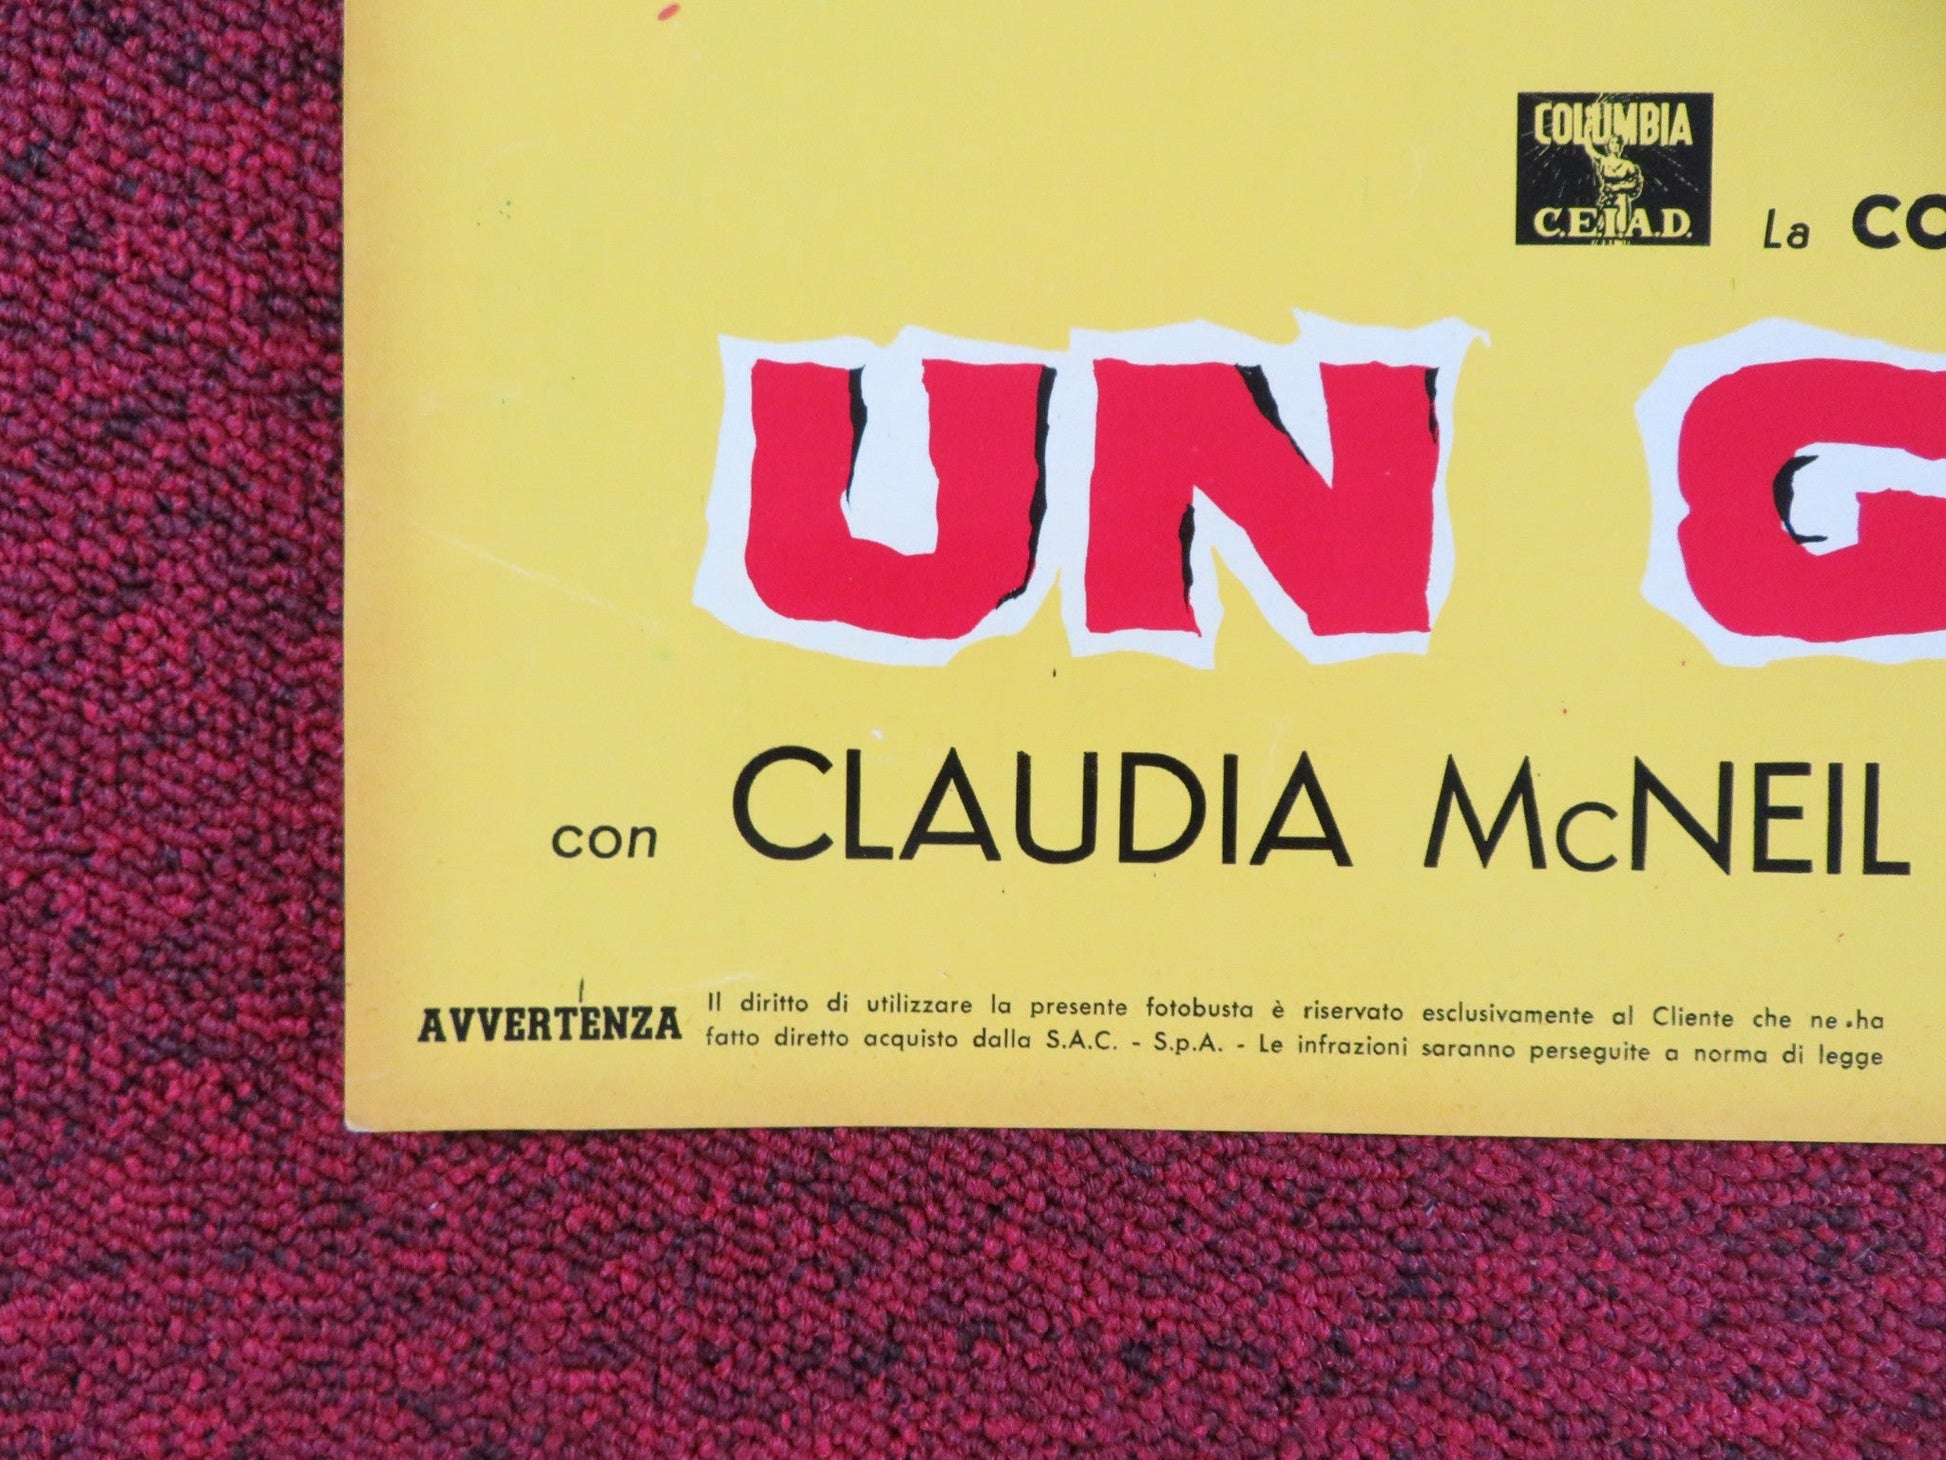 COLUMBIA
C.E.I.A.D.
La CO
UN G
con CLAUDIA McNEIL
AVVERTENZA
Il diritto di utilizzare la presente fotobusta è riservato esclusivamente al Cliente che ne ha
fatto diretto acquisto dalla S.A.C. - S.p.A. - Le infrazioni saranno perseguite a norma di legge